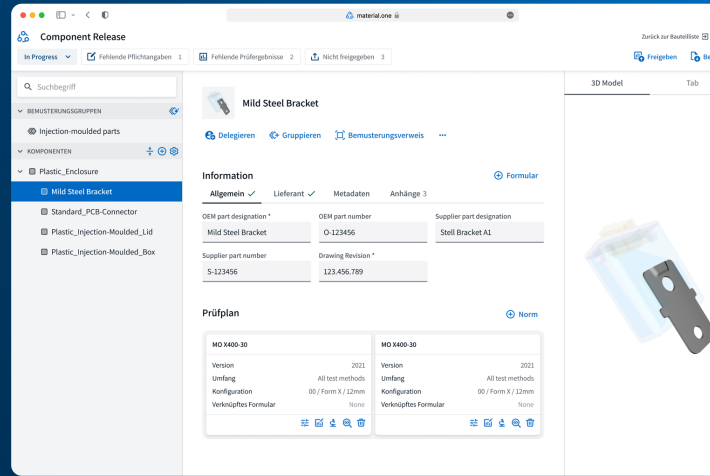 material.one
Component Release
Zurück zur Bauteilliste
In Progress
Fehlende Pflichtangaben 1
Fehlende Prüfergebnisse 2
Nicht freigegeben 3
Freigeben
Be
Suchbegriff
BEMUSTERUNGSGRUPPEN
Injection-moulded parts
KOMPONENTEN
Plastic_Enclosure
Mild Steel Bracket
Standard_PCB-Connector
Plastic_Injection-Moulded_Lid
Plastic_Injection-Moulded_Box
Mild Steel Bracket
Delegieren
Gruppieren
Bemusterungsverweis
Information
Formular
Allgemein
Lieferant
Metadaten
Anhänge 3
OEM part designation *
OEM part number
Supplier part designation
Mild Steel Bracket
O-123456
Stell Bracket A1
Supplier part number
Drawing Revision *
S-123456
123.456.789
Prüfplan
Norm
MO X400-30
Version 2021
Umfang All test methods
Konfiguration 00 / Form X / 12mm
Verknüpftes Formular None
MO X400-30
Version 2021
Umfang All test methods
Konfiguration 00 / Form X / 12mm
Verknüpftes Formular None
3D Model
Tab